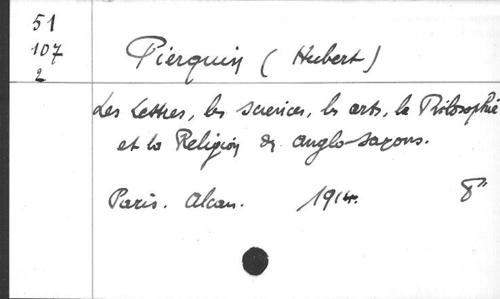 51
107
2
Pierquin (Hubert)
Les Lettres, les sciences, les arts, la Philosophie
et la Religion des anglo-saxons.
Paris. Alcan. 1914. 8°